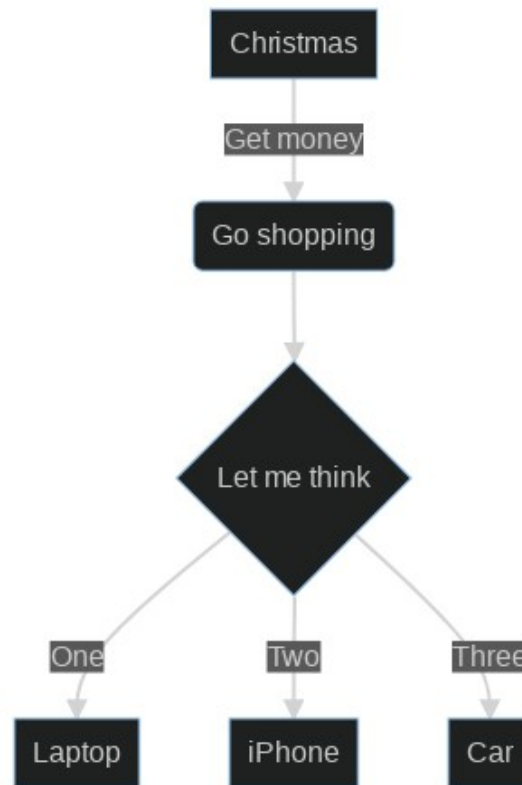 Christmas
Get money
Go shopping
Let me think
One
Two
Three
Laptop
iPhone
Car